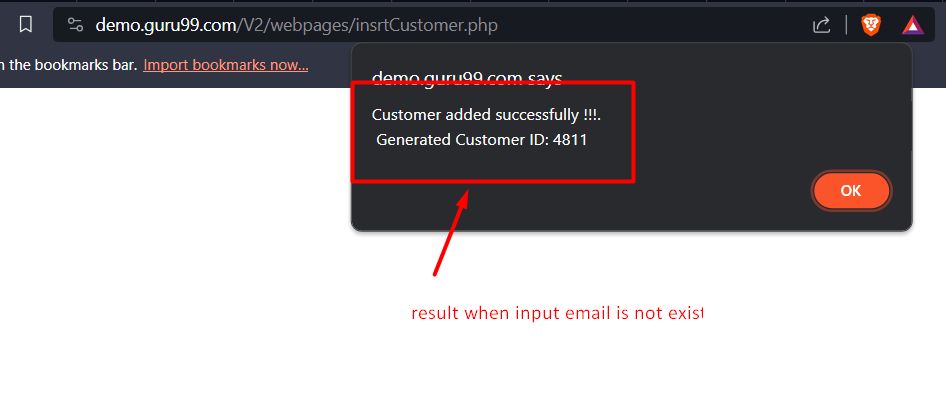 demo.guru99.com/V2/webpages/insrtCustomer.php
n the bookmarks bar. Import bookmarks now...
demo.guru99.com says
Customer added successfully !!!.
Generated Customer ID: 4811
OK
result when input email is not exist